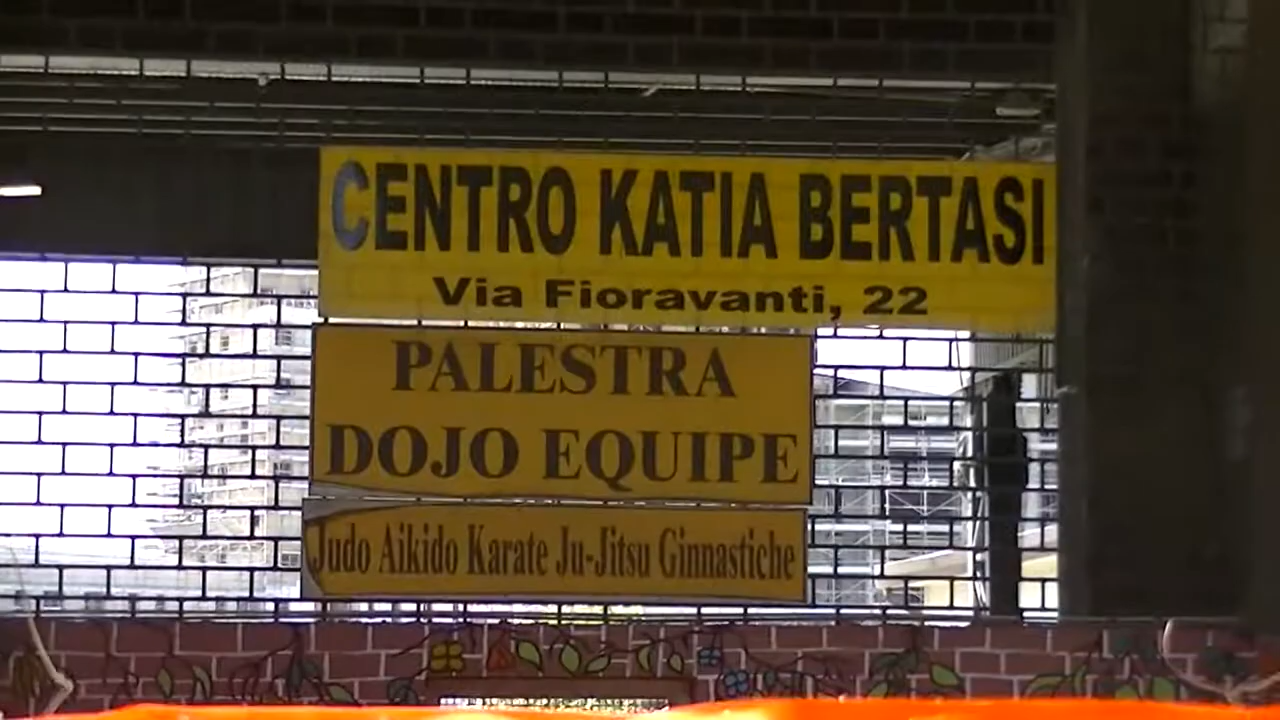 CENTRO KATIA BERTASI
Via Fioravanti, 22
PALESTRA
DOJO EQUIPE
Judo Aikido Karate Ju-Jitsu Ginnastiche